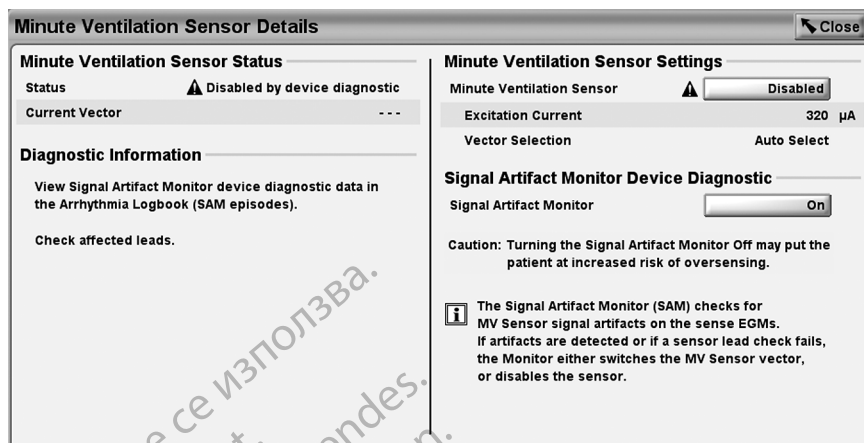 Minute Ventilation Sensor Details
Close
Minute Ventilation Sensor Status
Status Disabled by device diagnostic
Current Vector ---
Diagnostic Information
View Signal Artifact Monitor device diagnostic data in
the Arrhythmia Logbook (SAM episodes).
Check affected leads.
Minute Ventilation Sensor Settings
Minute Ventilation Sensor Disabled
Excitation Current 320 µA
Vector Selection Auto Select
Signal Artifact Monitor Device Diagnostic
Signal Artifact Monitor On
Caution: Turning the Signal Artifact Monitor Off may put the
patient at increased risk of oversensing.
i The Signal Artifact Monitor (SAM) checks for
MV Sensor signal artifacts on the sense EGMs.
If artifacts are detected or if a sensor lead check fails,
the Monitor either switches the MV Sensor vector,
or disables the sensor.
се използва.